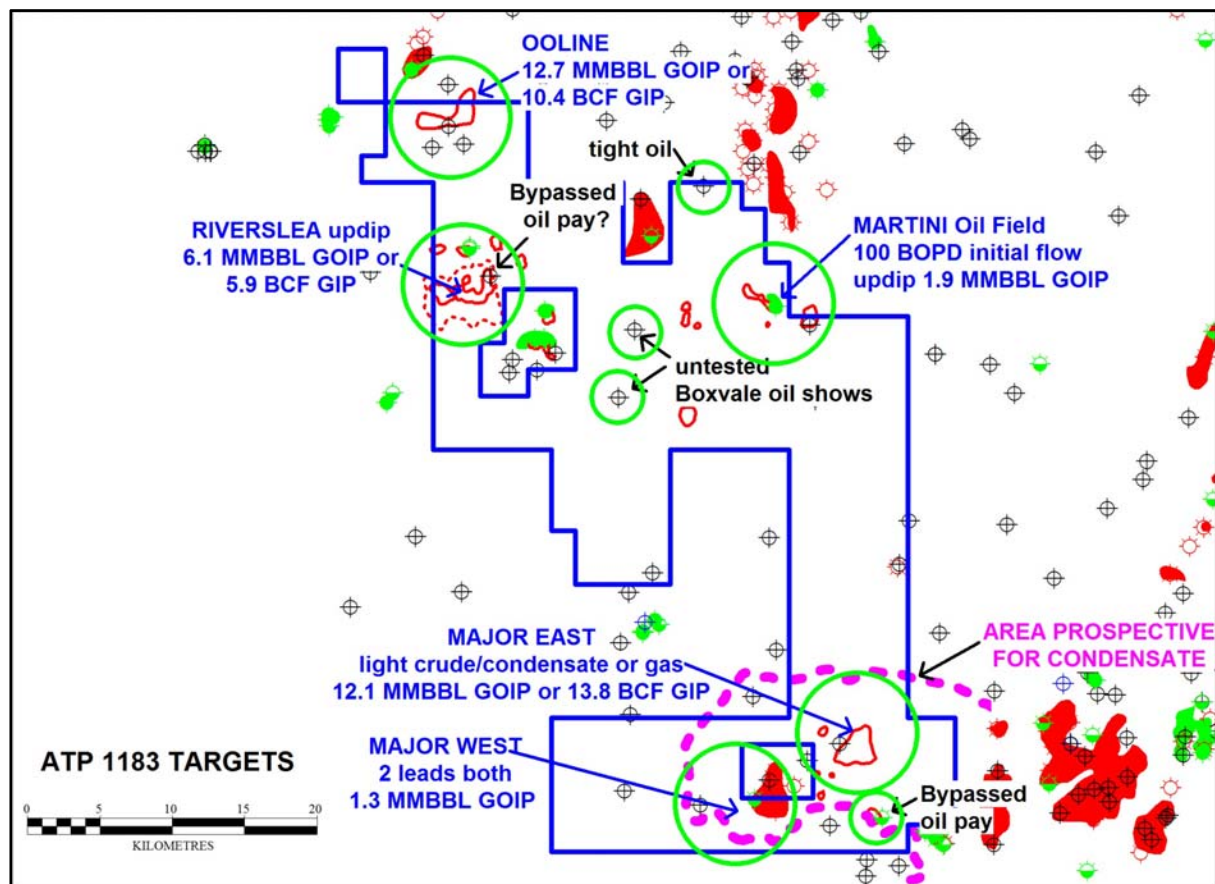 OOLINE
12.7 MMBBL GOIP or
10.4 BCF GIP
tight oil
Bypassed
oil pay?
RIVERSLEA updip
6.1 MMBBL GOIP or
5.9 BCF GIP
MARTINI Oil Field
100 BOPD initial flow
updip 1.9 MMBBL GOIP
untested
Boxvale oil shows
MAJOR EAST
light crude/condensate or gas
12.1 MMBBL GOIP or 13.8 BCF GIP
AREA PROSPECTIVE
FOR CONDENSATE
MAJOR WEST
2 leads both
1.3 MMBBL GOIP
Bypassed
oil pay
ATP 1183 TARGETS
0 5 10 15 20
KILOMETRES